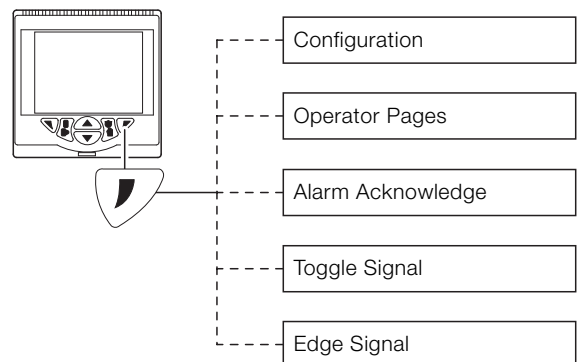 Configuration
Operator Pages
Alarm Acknowledge
Toggle Signal
Edge Signal